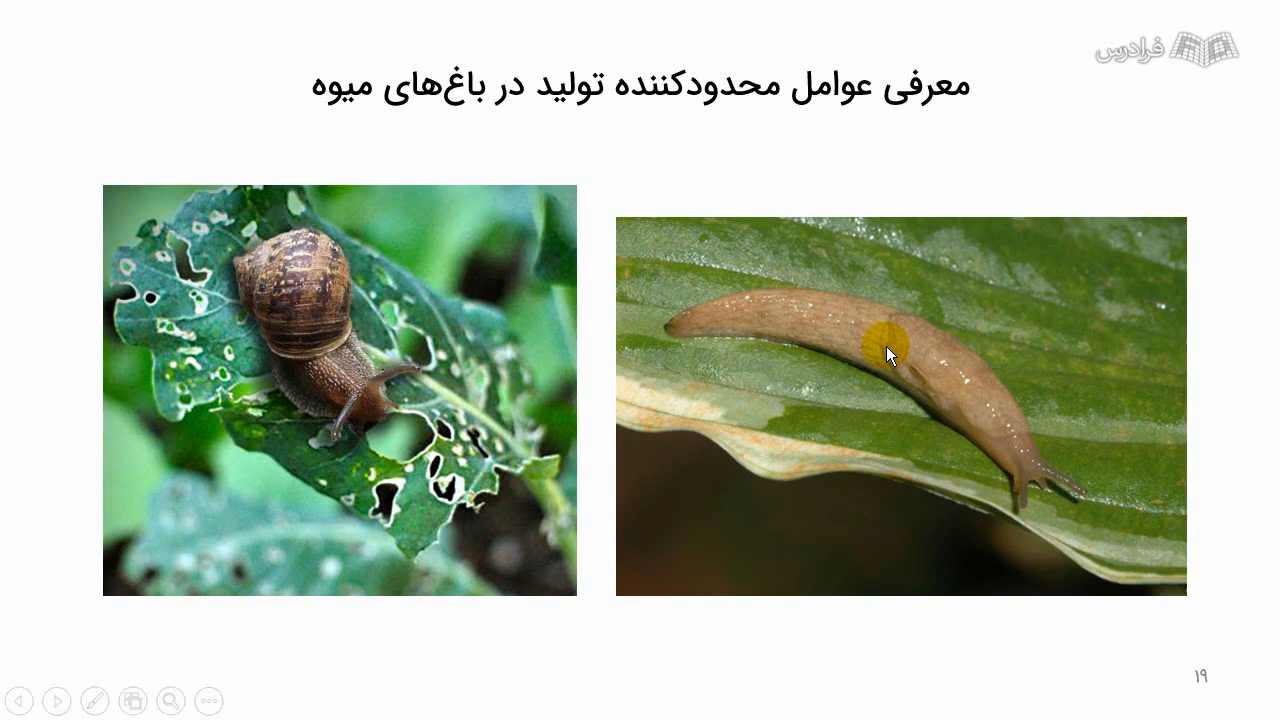 فرادرس
معرفی عوامل محدودکننده تولید در باغ‌های میوه
۱۹